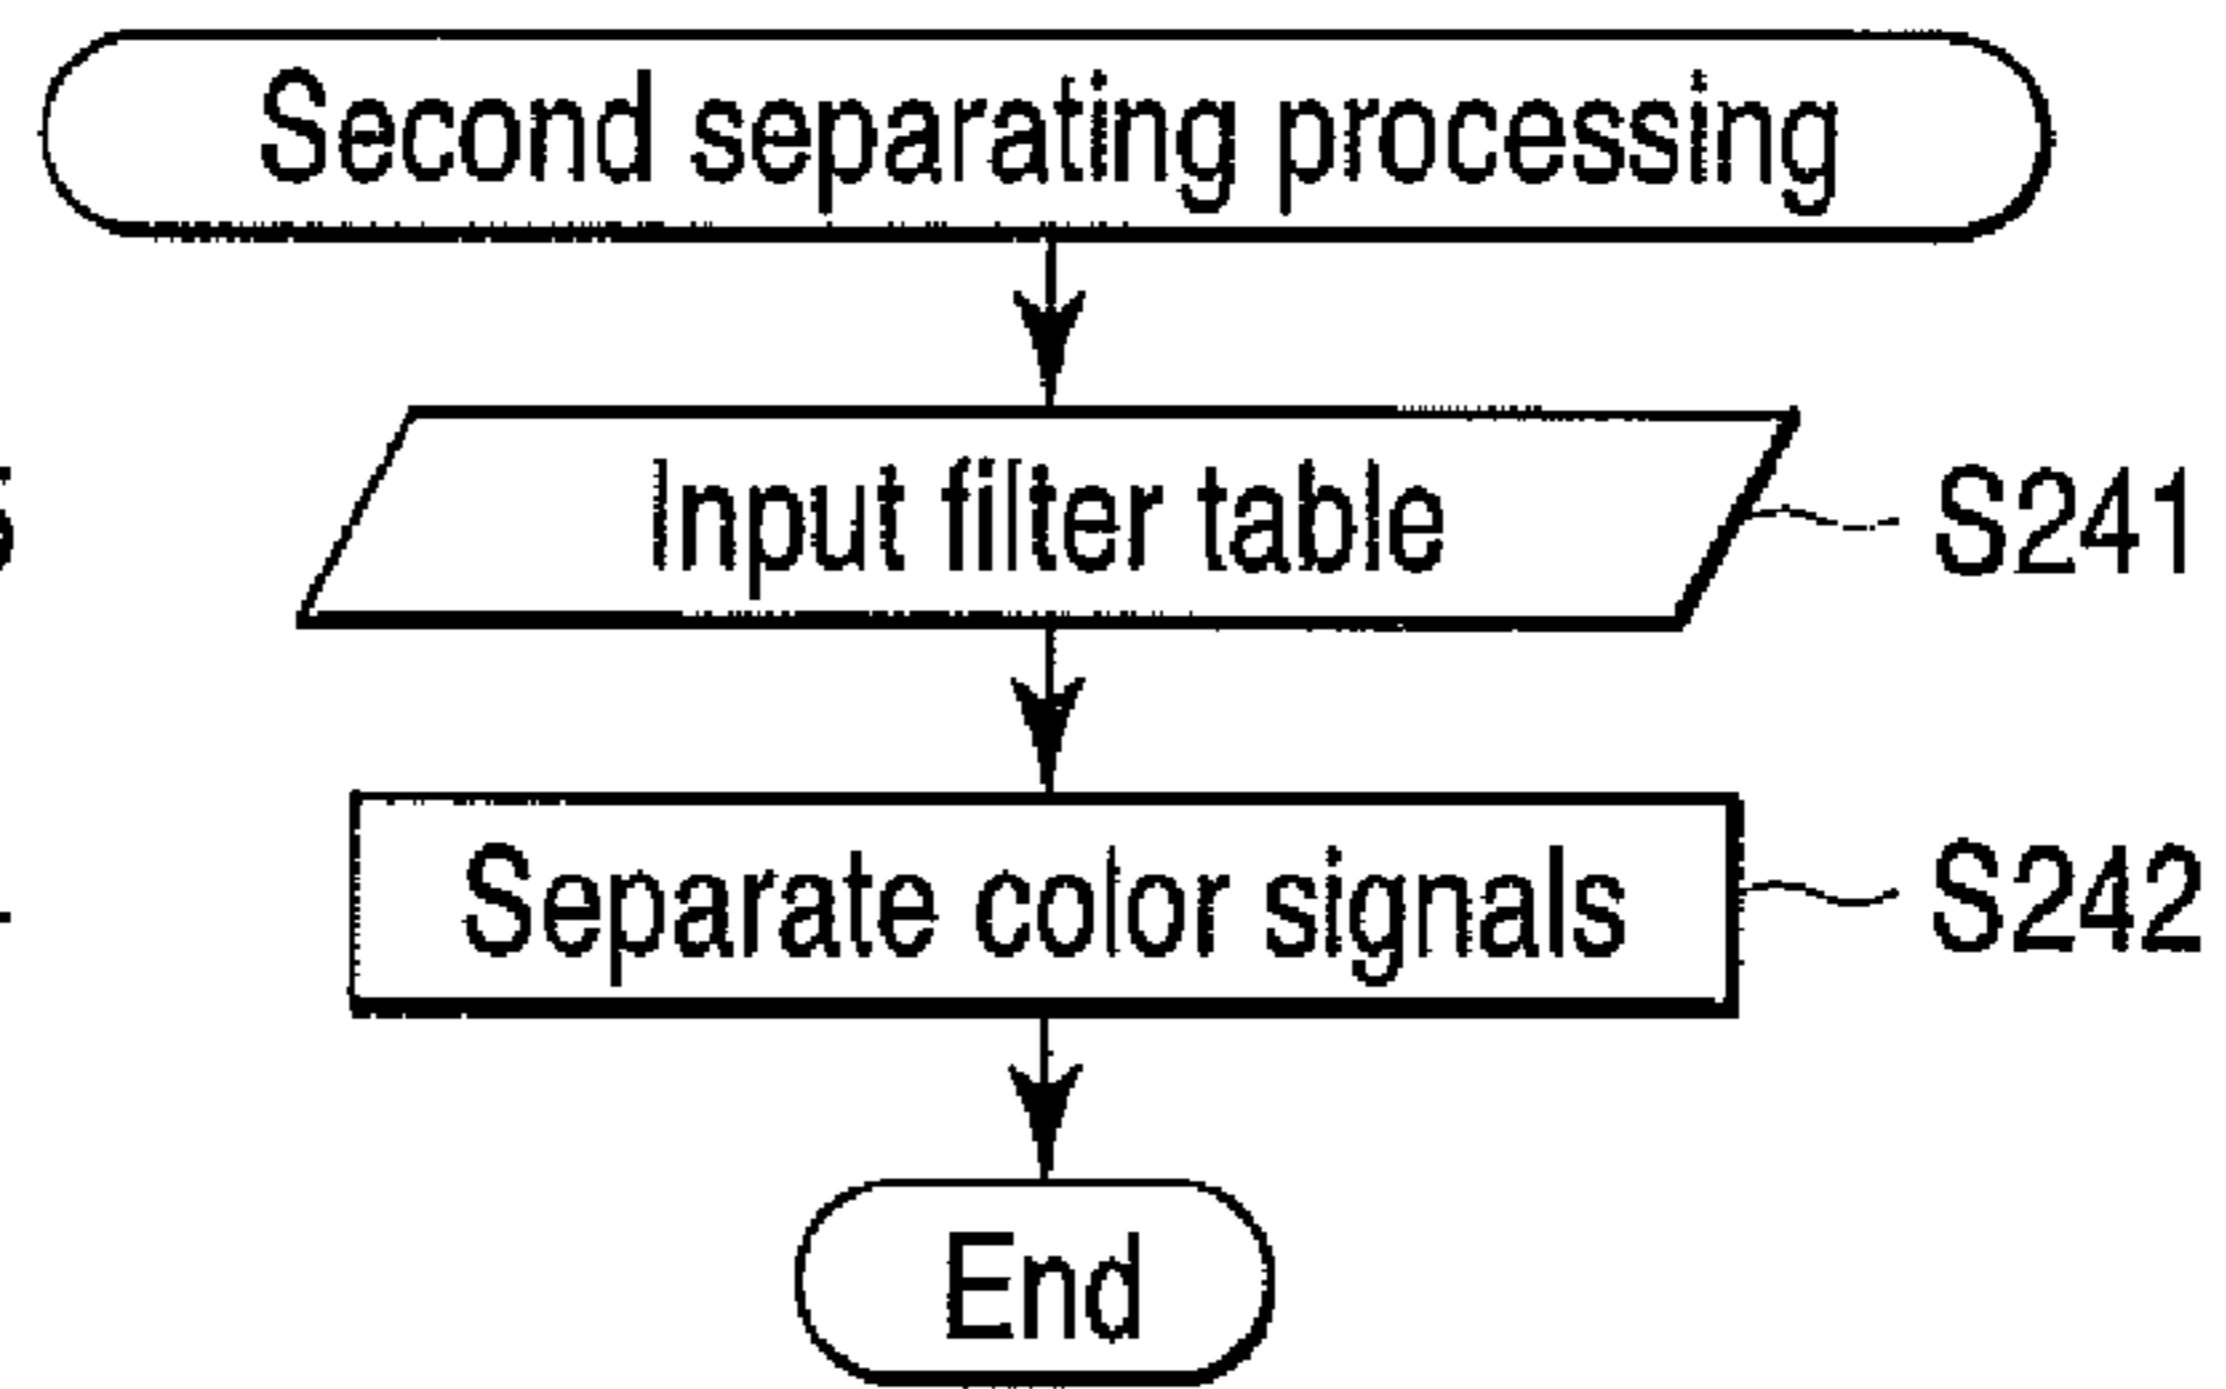 Second separating processing
Input filter table
S241
Separate color signals
S242
End